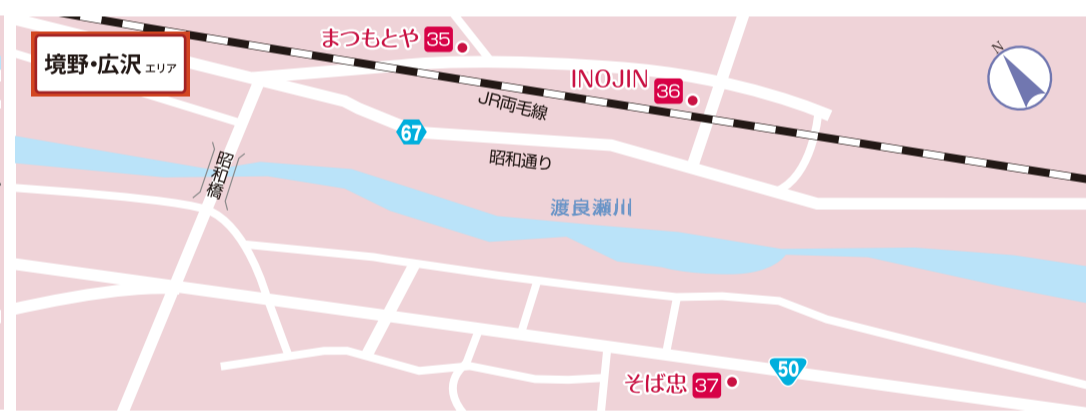 境野・広沢 エリア
まつもとや 35
INOJIN 36
N
JR両毛線
67
昭和通り
昭和橋
渡良瀬川
そば忠 37
50